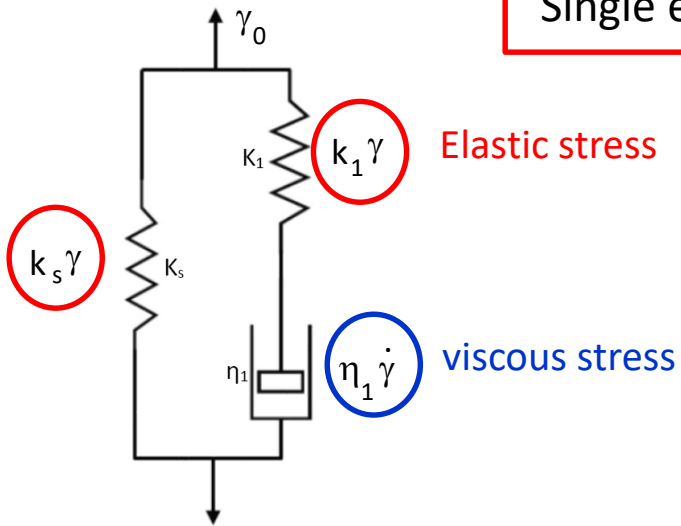 Single e
γ₀
K₁
k₁γ
Elastic stress
kₛγ
Kₛ
η₁
η₁γ̇
viscous stress